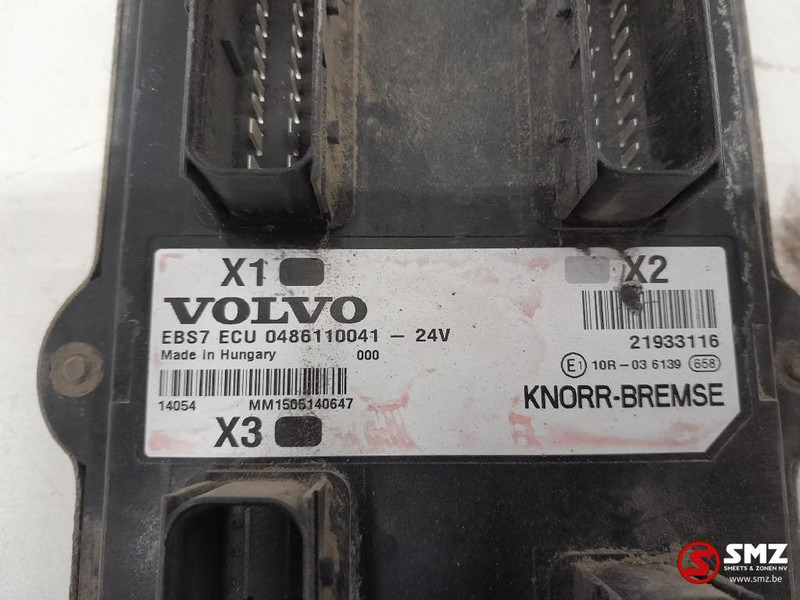 X1
X2
VOLVO
EBS7 ECU 0486110041 – 24V
Made in Hungary 000
14054 MM1505140647
X3
21933116
E1 10R – 03 6139 658
KNORR-BREMSE
SMZ
SMEETS & ZONEN NV
www.smz.be